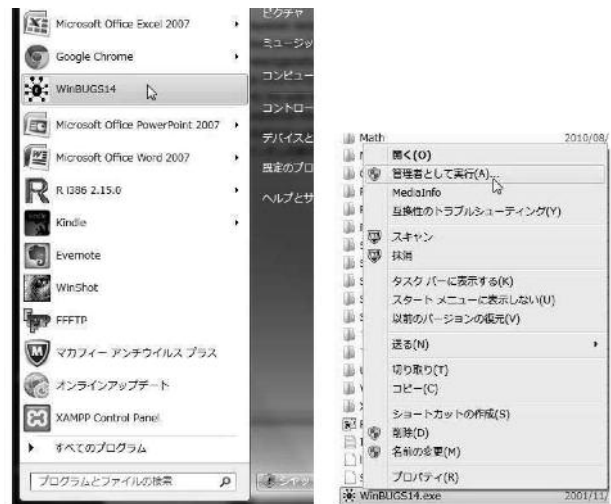 Microsoft Office Excel 2007
Google Chrome
WinBUGS14
Microsoft Office PowerPoint 2007
Microsoft Office Word 2007
R i386 2.15.0
Kindle
Evernote
WinShot
FFFTP
マカフィー アンチウイルス プラス
オンラインアップデート
XAMPP Control Panel
すべてのプログラム
プログラムとファイルの検索
ピクチャ
ミュージッ
コンピュー
コントロー
デバイスと
既定のプロ
ヘルプとサ
シャッ
Math 2010/08/
開く(O)
管理者として実行(A)...
MediaInfo
互換性のトラブルシューティング(Y)
スキャン
抹消
タスク バーに表示する(K)
スタート メニューに表示しない(U)
以前のバージョンの復元(V)
送る(N)
切り取り(T)
コピー(C)
ショートカットの作成(S)
削除(D)
名前の変更(M)
プロパティ(R)
WinBUGS14.exe 2001/11/